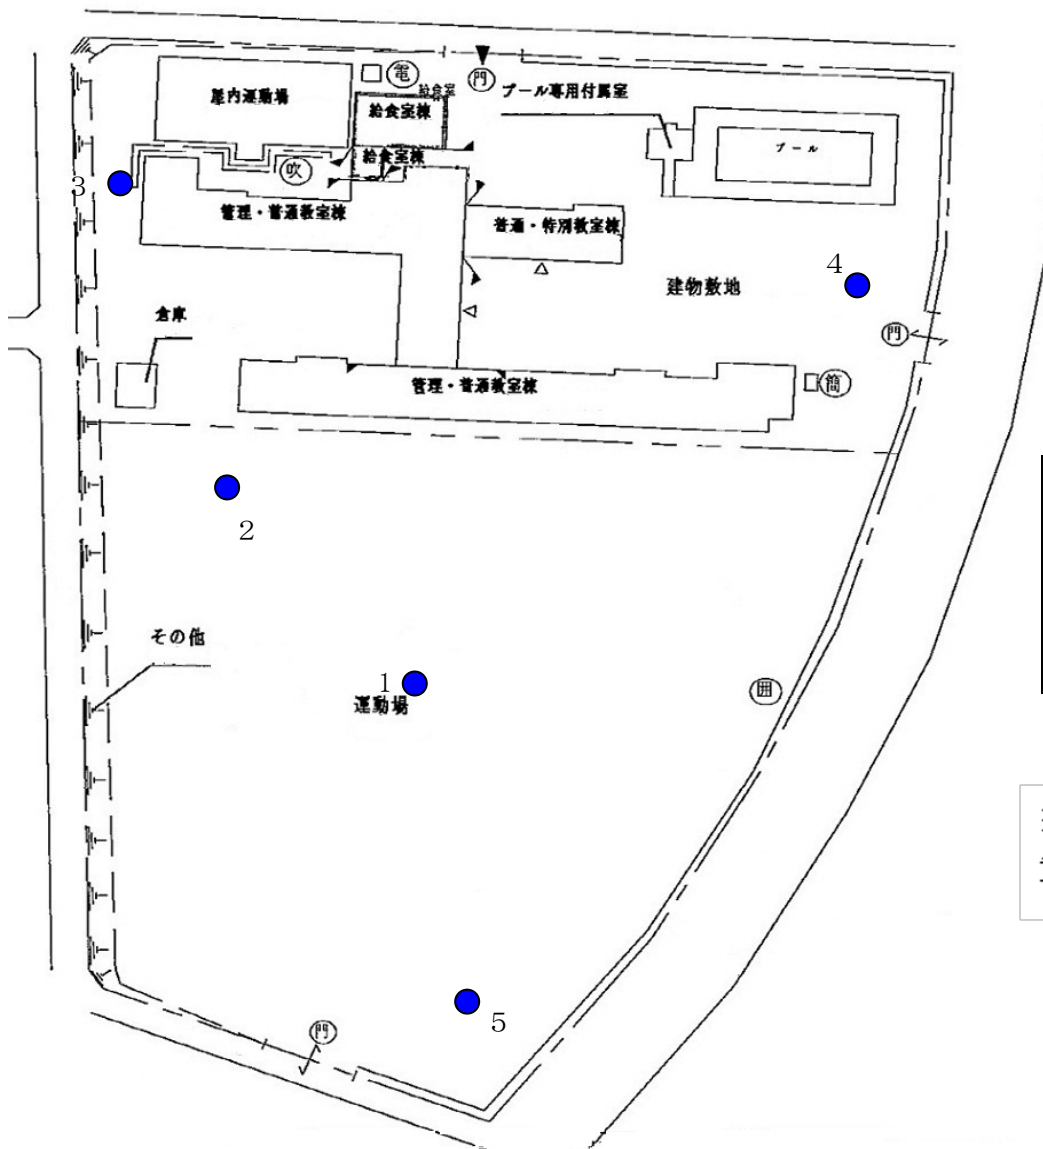 電
門
給食室
屋内運動場
プール専用付属室
給食室棟
プール
給食室棟
吹
3
管理・普通教室棟
普通・特別教室棟
4
建物敷地
倉庫
門
管理・普通教室棟
簡
2
その他
1
運動場
囲
5
門